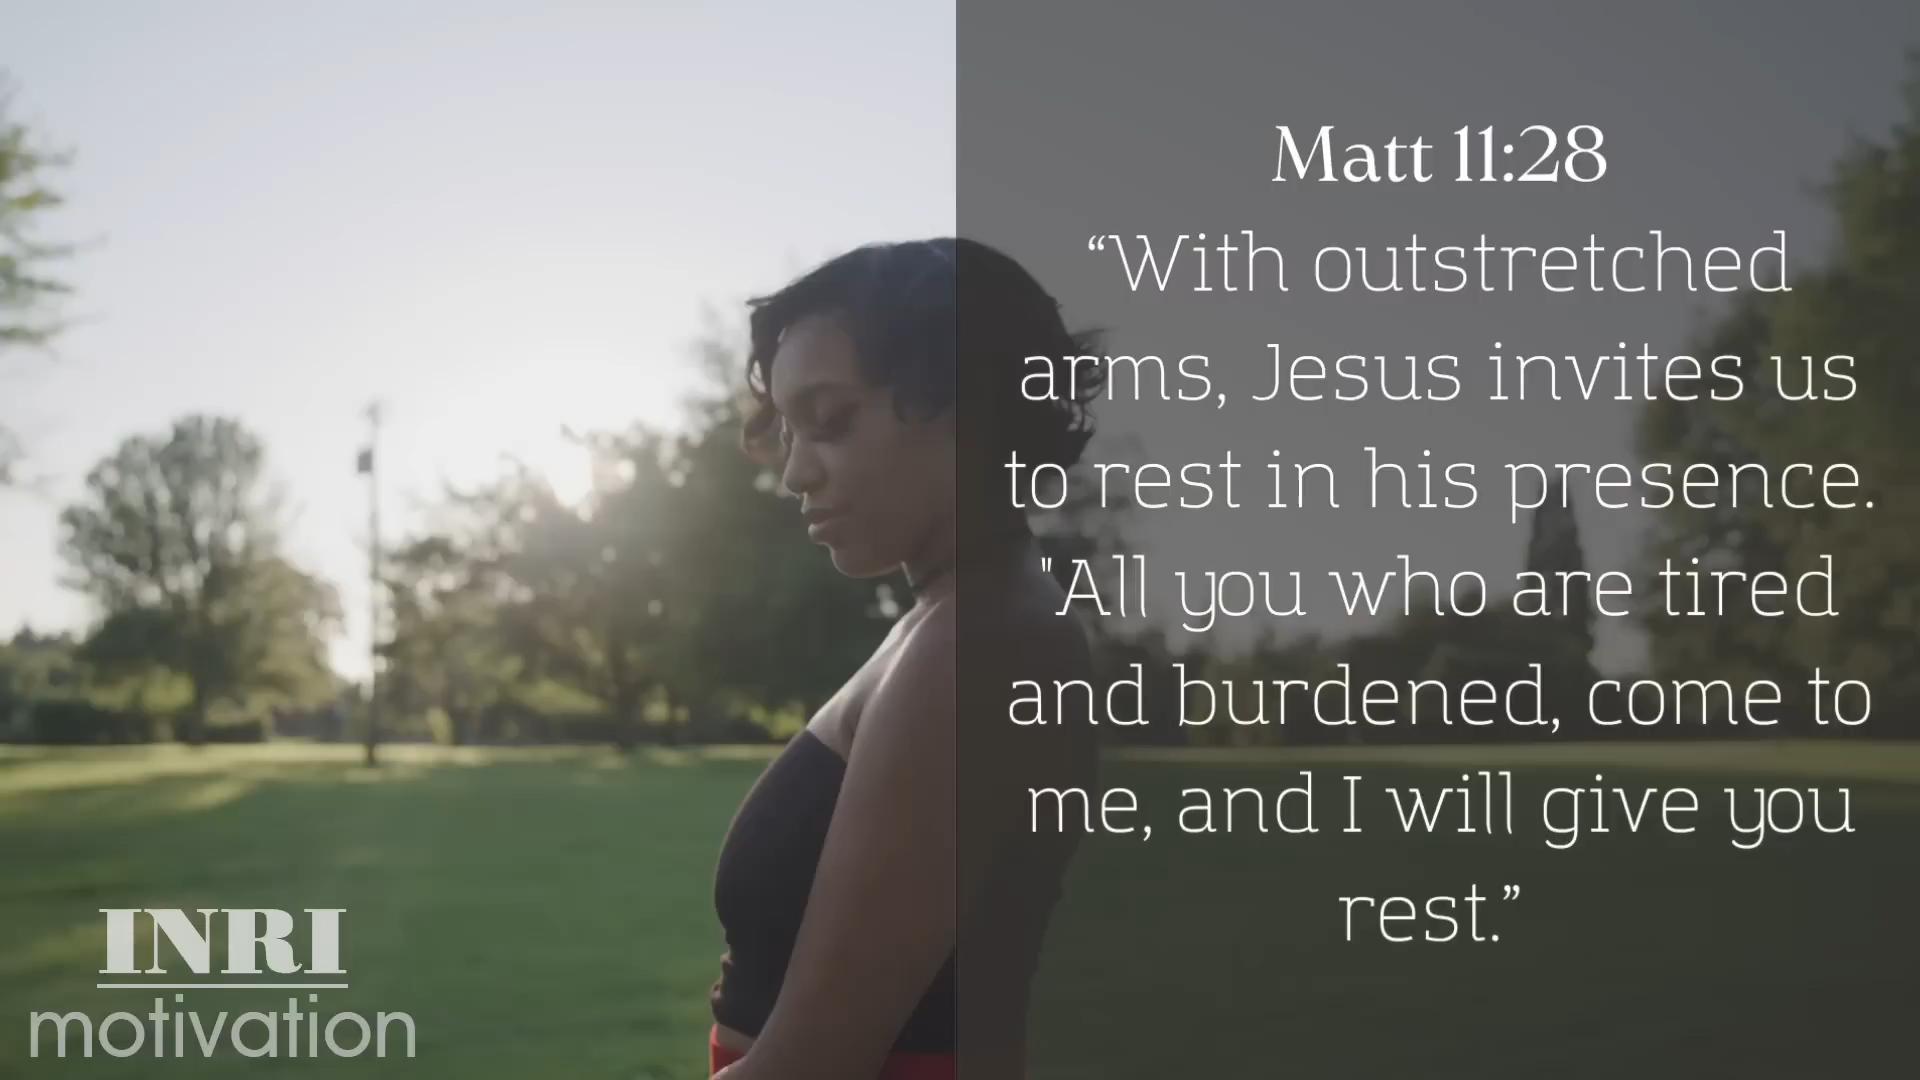 Matt 11:28
“With outstretched
arms, Jesus invites us
to rest in his presence.
"All you who are tired
and burdened, come to
me, and I will give you
rest.”
INRI
motivation